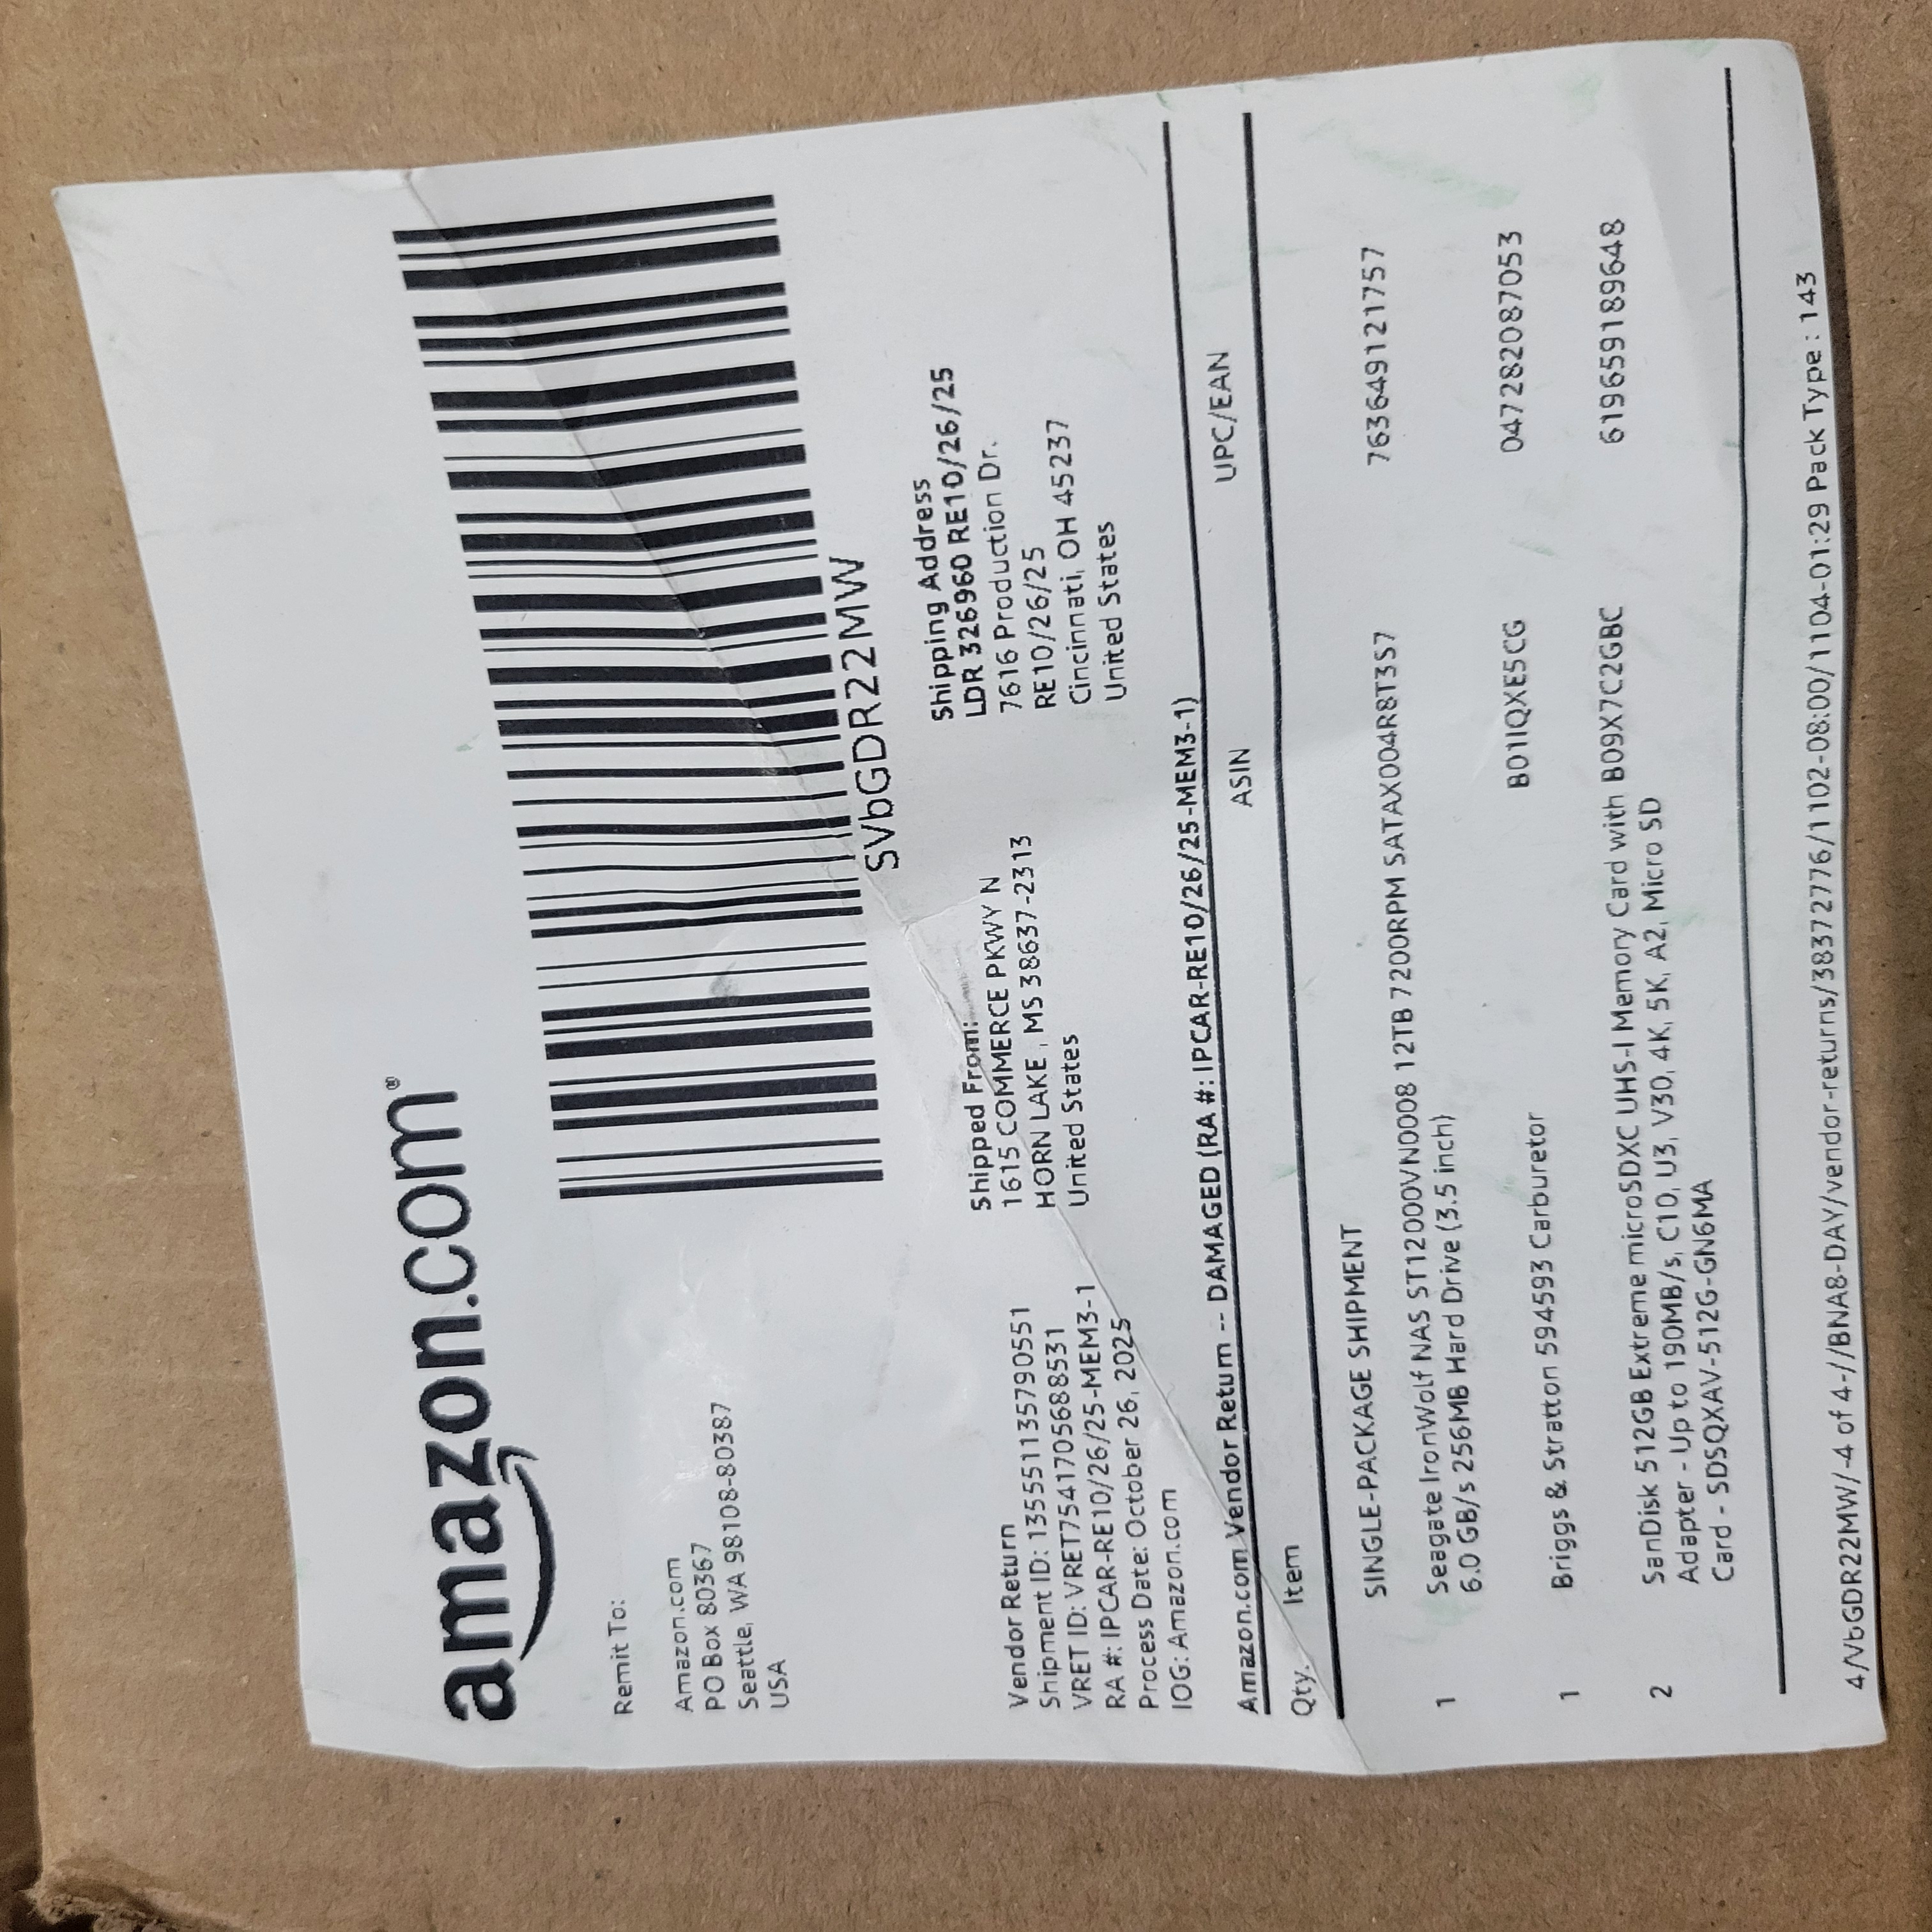 amazon.com®
Remit To:
Amazon.com
PO Box 80367
Seattle, WA 98108-80387
USA
SVbGDR22MW
Vendor Return
Shipment ID: 1355511357905​51
VRET ID: VRET7541705688531
RA #: IPCAR-RE10/26/25-MEM3-1
Process Date: October 26, 2025
IOG: Amazon.com
Shipped From:
1615 COMMERCE PKWY N
HORN LAKE , MS 38637-2313
United States
Shipping Address
LDR 326960 RE10/26/25
7616 Production Dr.
RE10/26/25
Cincinnati, OH 45237
United States
Amazon.com Vendor Return -- DAMAGED (RA #: IPCAR-RE10/26/25-MEM3-1)
Qty. Item ASIN UPC/EAN
SINGLE-PACKAGE SHIPMENT
1 Seagate IronWolf NAS ST12000VN0008 12TB 7200RPM SATAX004R8T3S7 763649121757
6.0 GB/s 256MB Hard Drive (3.5 inch)
1 Briggs & Stratton 594593 Carburetor B01IQXE5CG 047282087053
2 SanDisk 512GB Extreme microSDXC UHS-I Memory Card with B09X7C2GBC 619659189648
Adapter - Up to 190MB/s, C10, U3, V30, 4K, 5K, A2, Micro SD
Card - SDSQXAV-512G-GN6MA
4/VbGDR22MW/-4 of 4-//BNA8-DAY/vendor-returns/38372776/1102-08:00/1104-01:29 Pack Type : 143